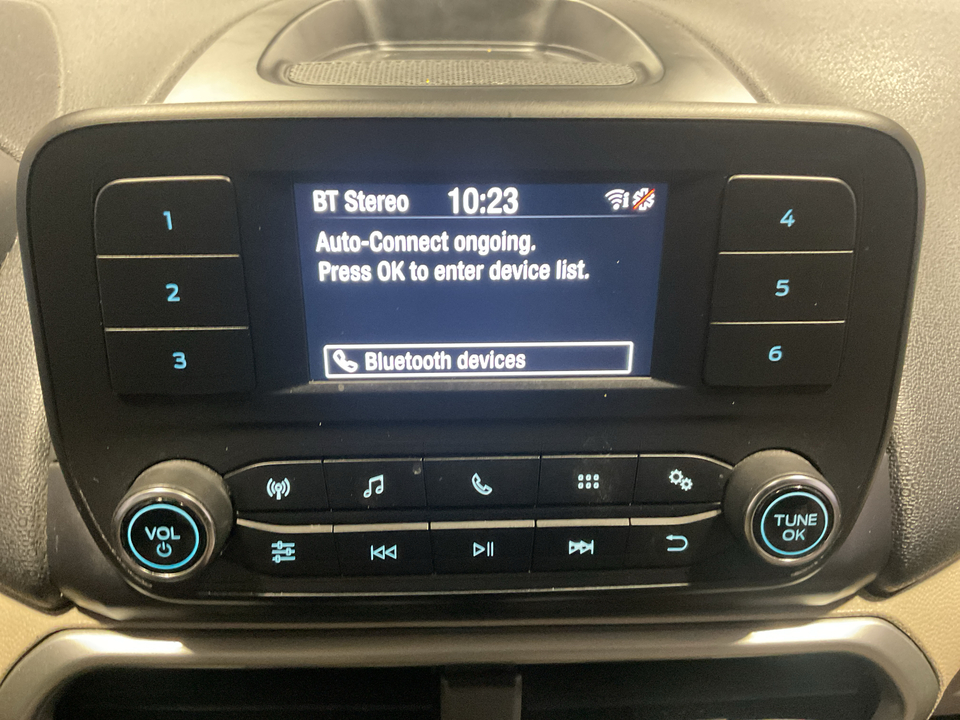 BT Stereo 10:23
Auto-Connect ongoing.
Press OK to enter device list.
Bluetooth devices
1
2
3
4
5
6
VOL
TUNE
OK